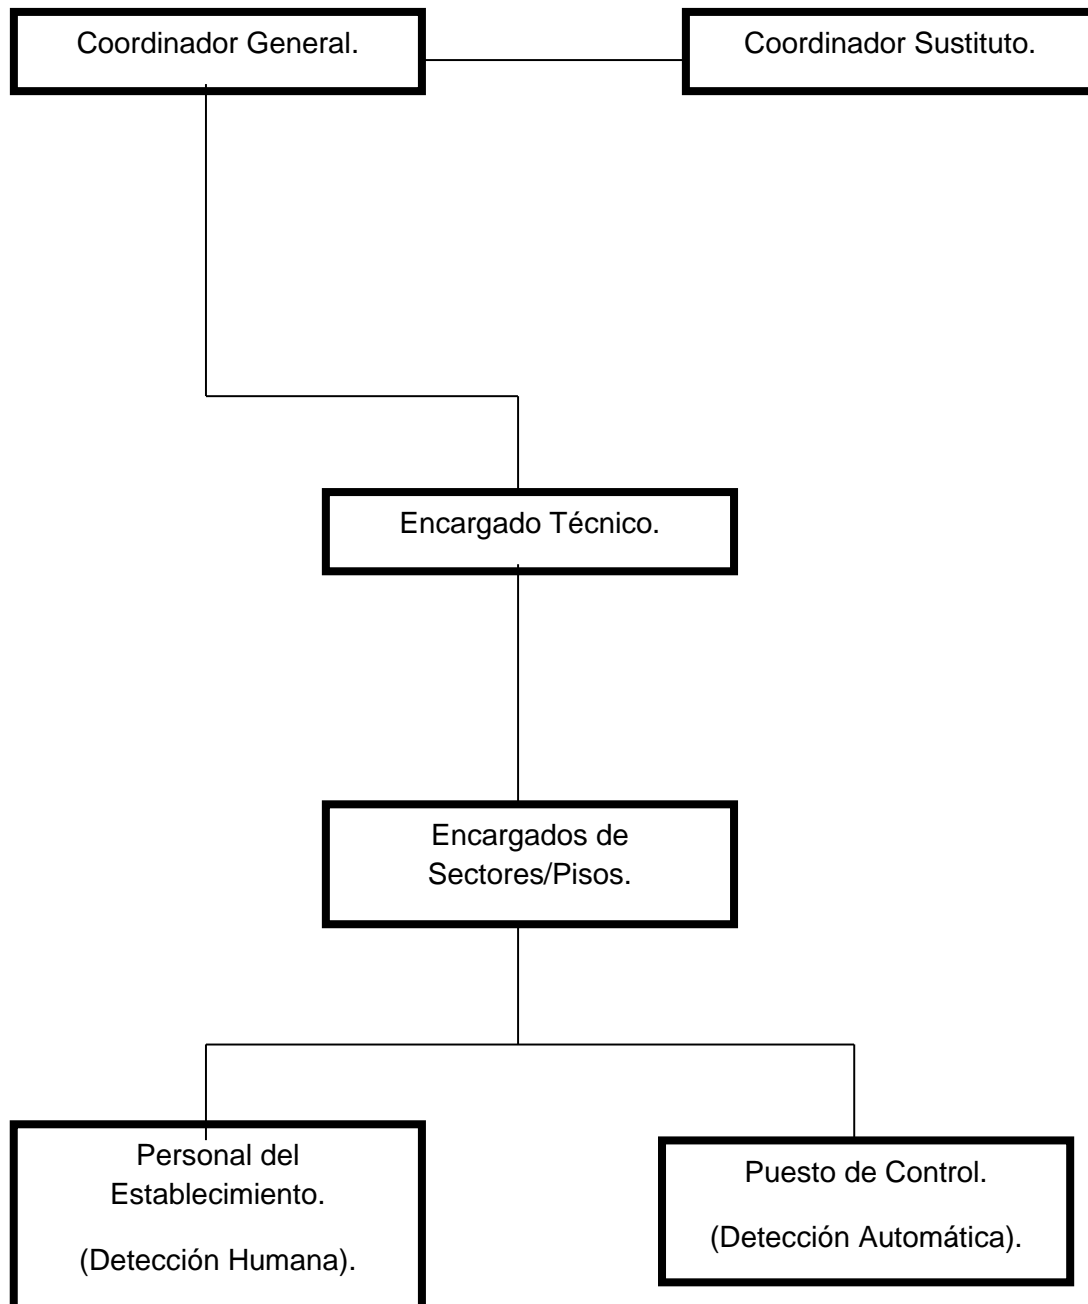 Coordinador General.
Coordinador Sustituto.
Encargado Técnico.
Encargados de
Sectores/Pisos.
Personal del
Establecimiento.
(Detección Humana).
Puesto de Control.
(Detección Automática).